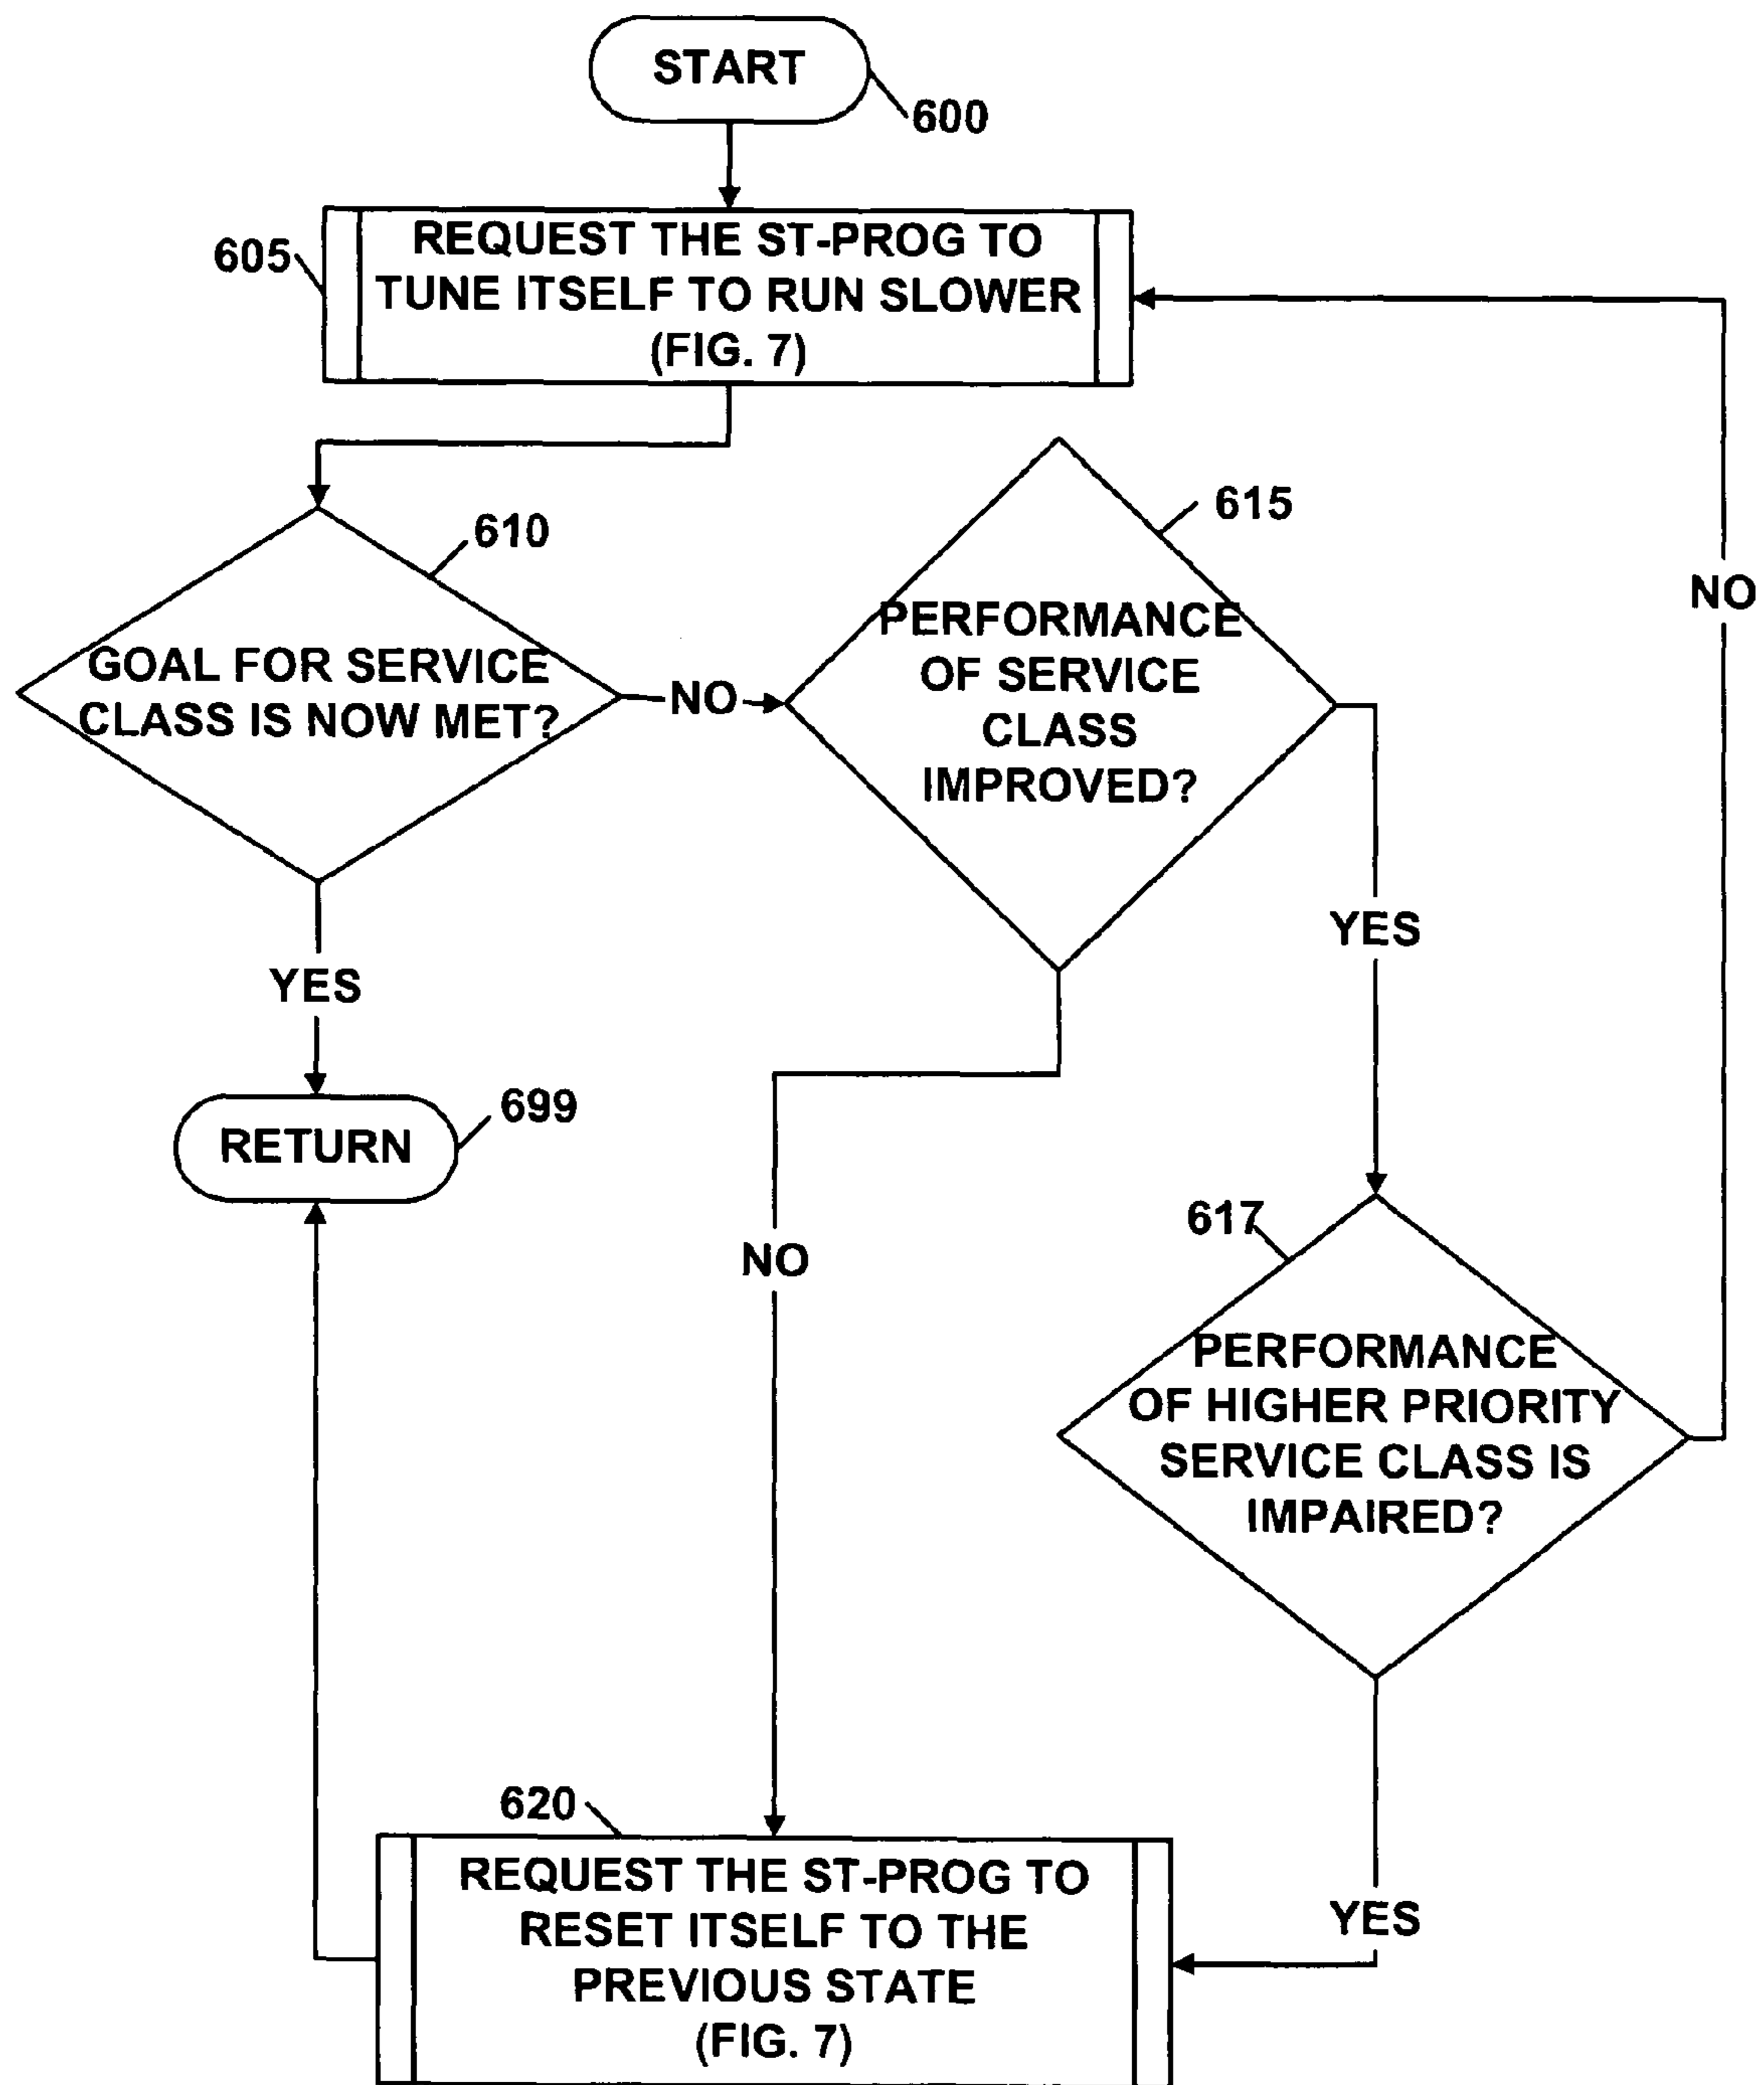 START
600
605
REQUEST THE ST-PROG TO
TUNE ITSELF TO RUN SLOWER
(FIG. 7)
610
GOAL FOR SERVICE
CLASS IS NOW MET?
NO
615
PERFORMANCE
OF SERVICE
CLASS
IMPROVED?
NO
YES
YES
699
RETURN
NO
617
PERFORMANCE
OF HIGHER PRIORITY
SERVICE CLASS IS
IMPAIRED?
YES
620
REQUEST THE ST-PROG TO
RESET ITSELF TO THE
PREVIOUS STATE
(FIG. 7)